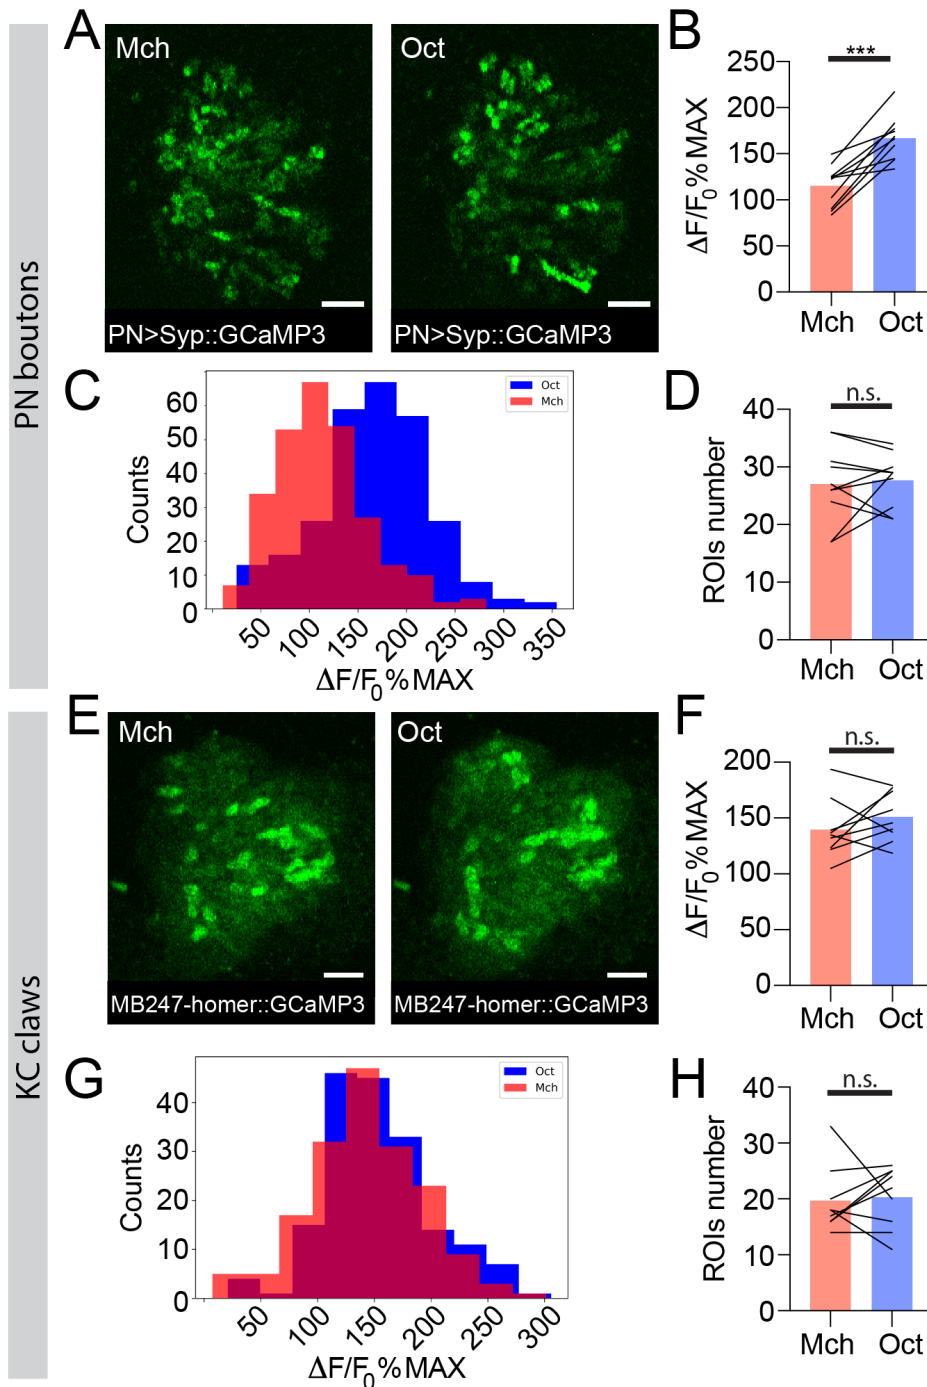 PN boutons
A
Mch
Oct
PN>Syp::GCaMP3
PN>Syp::GCaMP3
B
***
250
200
150
100
50
0
ΔF/F0%MAX
Mch
Oct
C
60
50
40
30
20
10
0
Counts
Oct
Mch
50
100
150
200
250
300
350
ΔF/F0%MAX
D
n.s.
40
30
20
10
0
ROIs number
Mch
Oct
KC claws
E
Mch
Oct
MB247-homer::GCaMP3
MB247-homer::GCaMP3
F
n.s.
200
150
100
50
0
ΔF/F0%MAX
Mch
Oct
G
40
30
20
10
0
Counts
Oct
Mch
50
100
150
200
250
300
ΔF/F0%MAX
H
n.s.
40
30
20
10
0
ROIs number
Mch
Oct